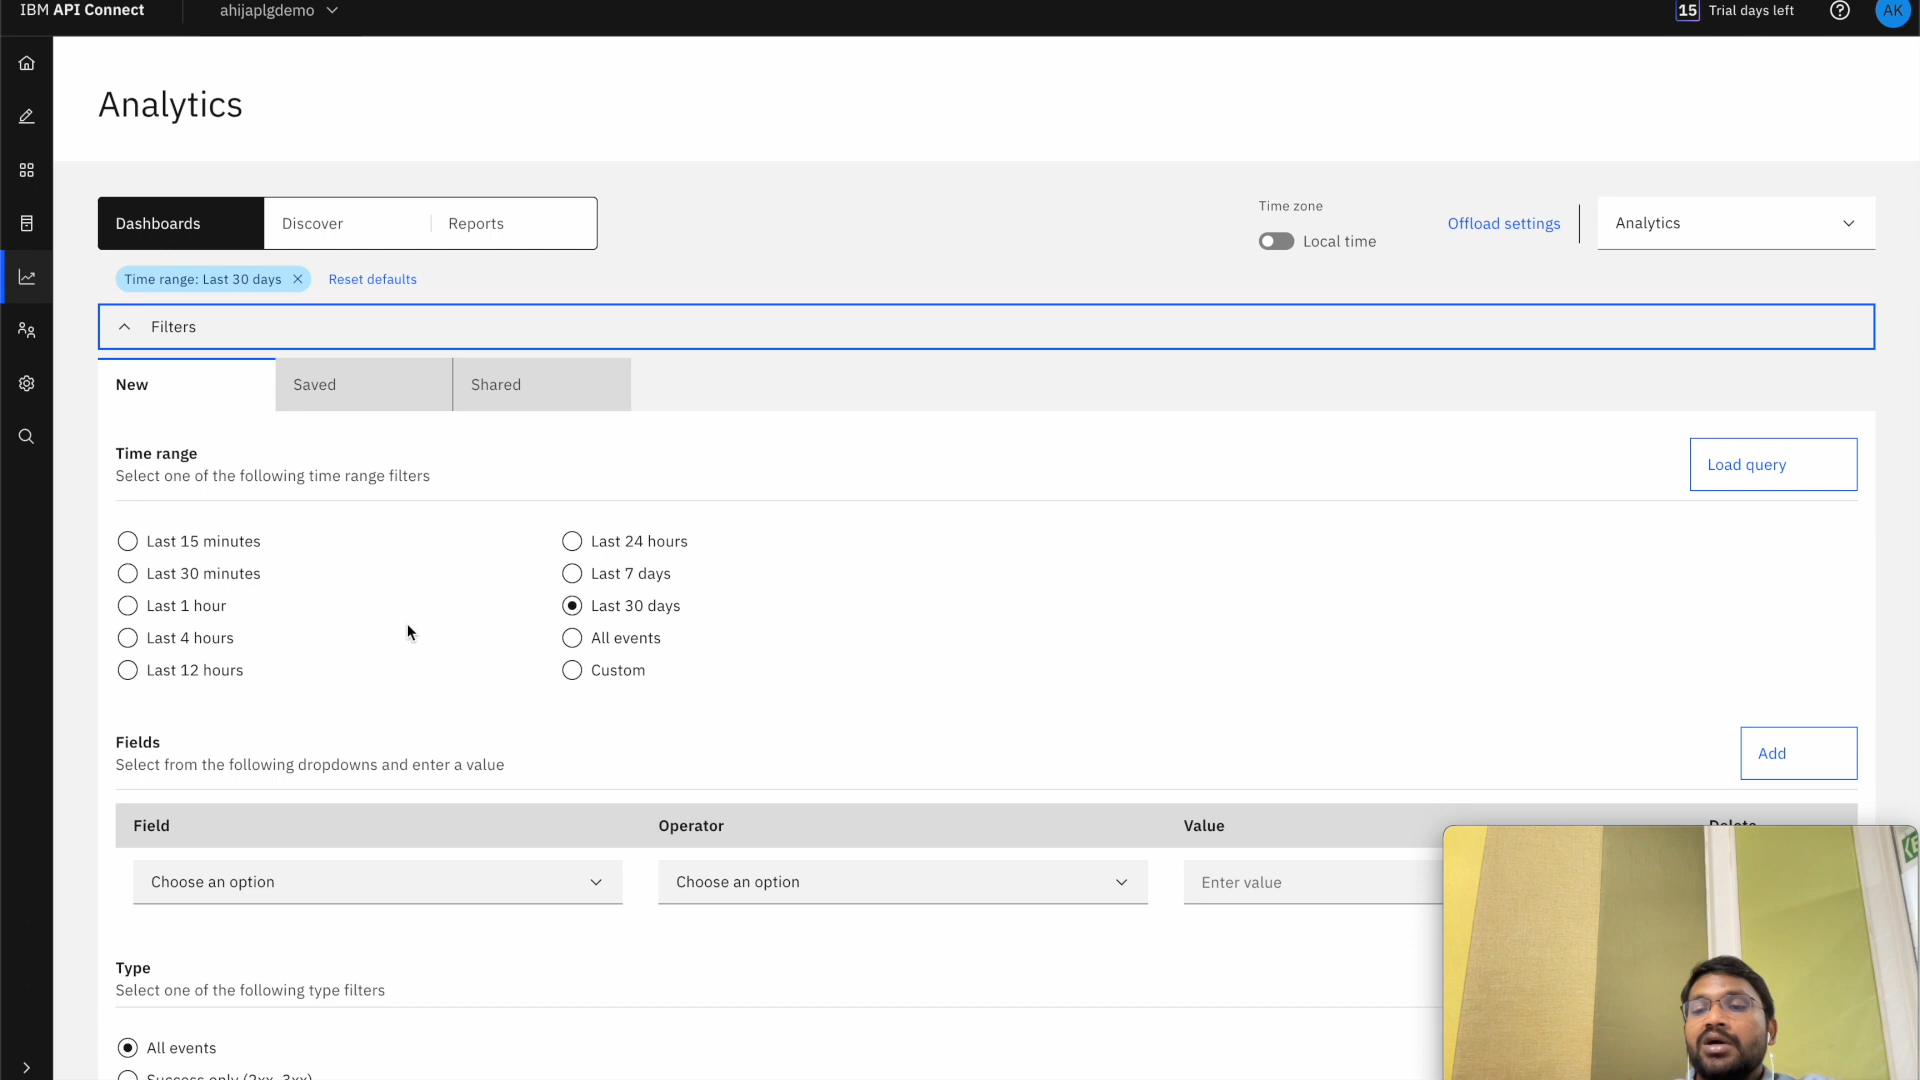 IBM API Connect
ahijaplgdemo
15 Trial days left
AK
Analytics
Dashboards
Discover
Reports
Time zone
Local time
Offload settings
Analytics
Time range: Last 30 days
Reset defaults
Filters
New
Saved
Shared
Time range
Select one of the following time range filters
Load query
Last 15 minutes
Last 24 hours
Last 30 minutes
Last 7 days
Last 1 hour
Last 30 days
Last 4 hours
All events
Last 12 hours
Custom
Fields
Select from the following dropdowns and enter a value
Add
Field
Operator
Value
Delete
Choose an option
Choose an option
Enter value
Type
Select one of the following type filters
All events
Success only (2xx, 3xx)